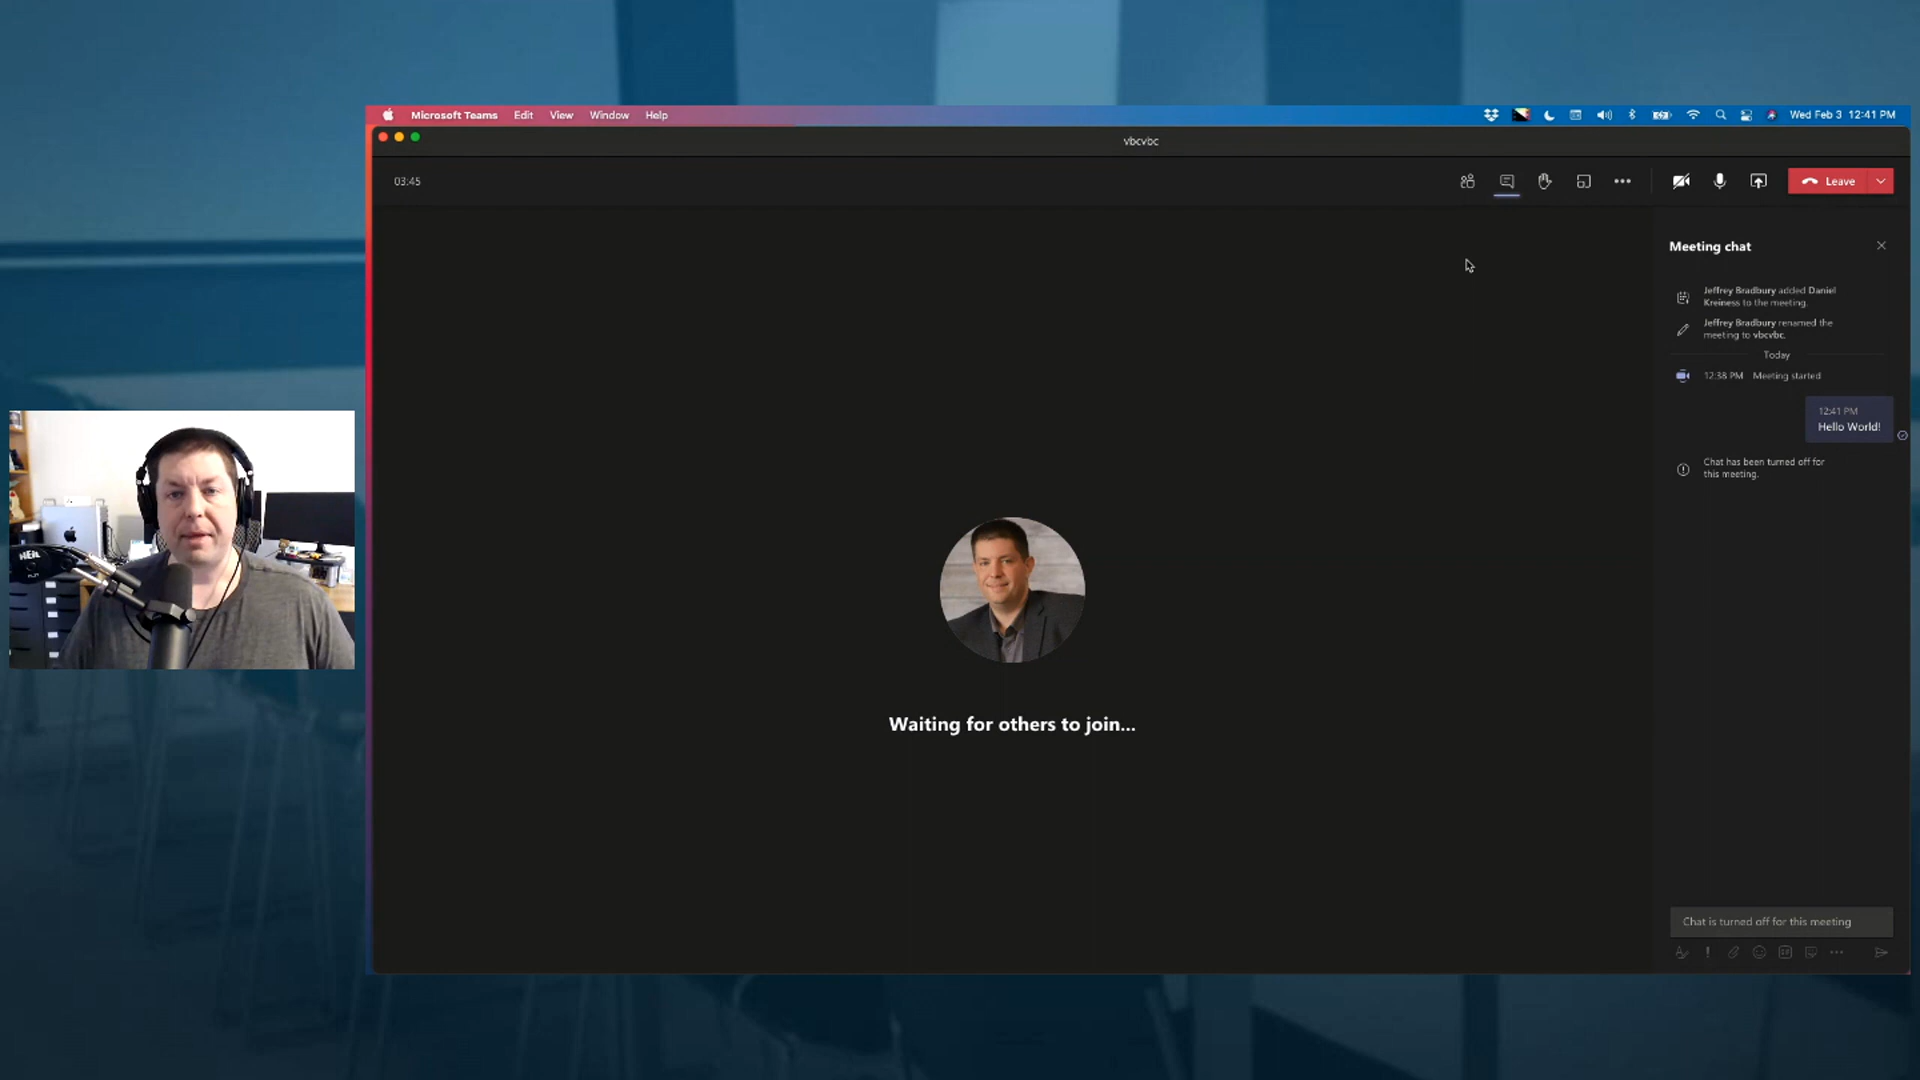 Microsoft Teams Edit View Window Help
Wed Feb 3 12:41 PM
vbcvbc
03:45
Leave
Meeting chat
Jeffrey Bradbury added Daniel
Kreiness to the meeting.
Jeffrey Bradbury renamed the
meeting to vbcvbc.
Today
12:38 PM Meeting started
12:41 PM
Hello World!
Chat has been turned off for
this meeting.
HEIL
Waiting for others to join...
Chat is turned off for this meeting